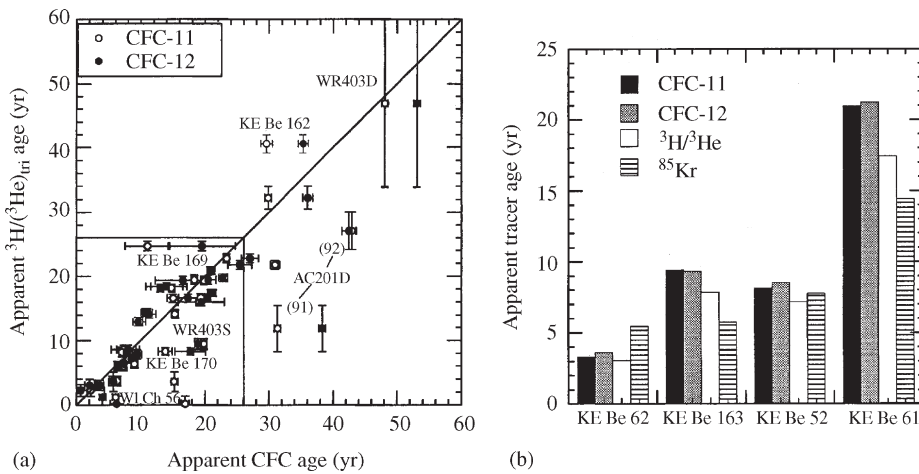 60
50
40
30
20
10
0
Apparent ³H/(³He)tri age (yr)
CFC-11
CFC-12
WR403D
KE Be 162
KE Be 169
(92)
AC201D
(91)
WR403S
KE Be 170
WI Ch 56
0 10 20 30 40 50 60
(a) Apparent CFC age (yr)
25
20
15
10
5
0
Apparent tracer age (yr)
CFC-11
CFC-12
³H/³He
⁸⁵Kr
KE Be 62 KE Be 163 KE Be 52 KE Be 61
(b)